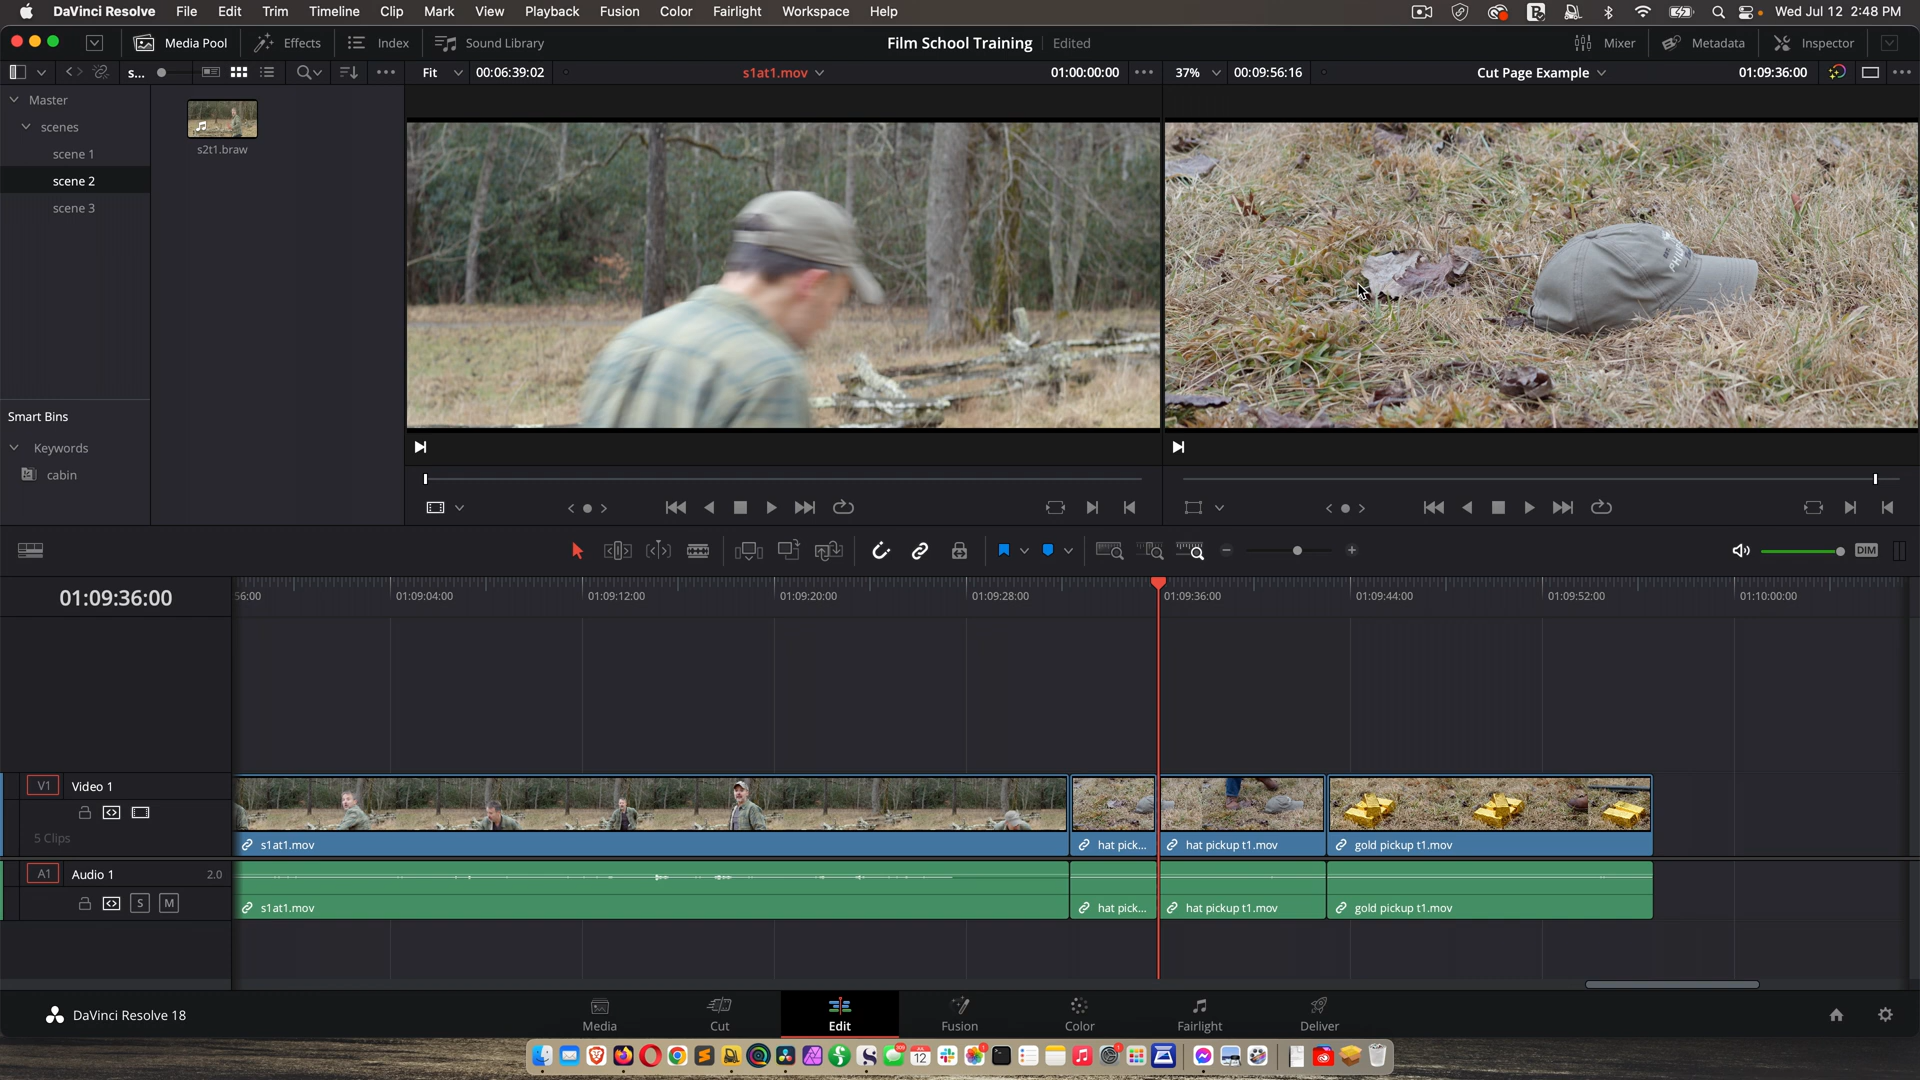 DaVinci Resolve File Edit Trim Timeline Clip Mark View Playback Fusion Color Fairlight Workspace Help Wed Jul 12 2:48 PM
Media Pool Effects Index Sound Library Film School Training Edited Mixer Metadata Inspector
s... Fit 00:06:39:02 s1at1.mov 01:00:00:00 37% 00:09:56:16 Cut Page Example 01:09:36:00
Master
scenes
scene 1
scene 2
scene 3
s2t1.braw
Smart Bins
Keywords
cabin
DIM
01:09:36:00
56:00 01:09:04:00 01:09:12:00 01:09:20:00 01:09:28:00 01:09:36:00 01:09:44:00 01:09:52:00 01:10:00:00
V1 Video 1
5 Clips
s1at1.mov hat pick... hat pickup t1.mov gold pickup t1.mov
A1 Audio 1 2.0
S M
s1at1.mov hat pick... hat pickup t1.mov gold pickup t1.mov
DaVinci Resolve 18
Media Cut Edit Fusion Color Fairlight Deliver
12